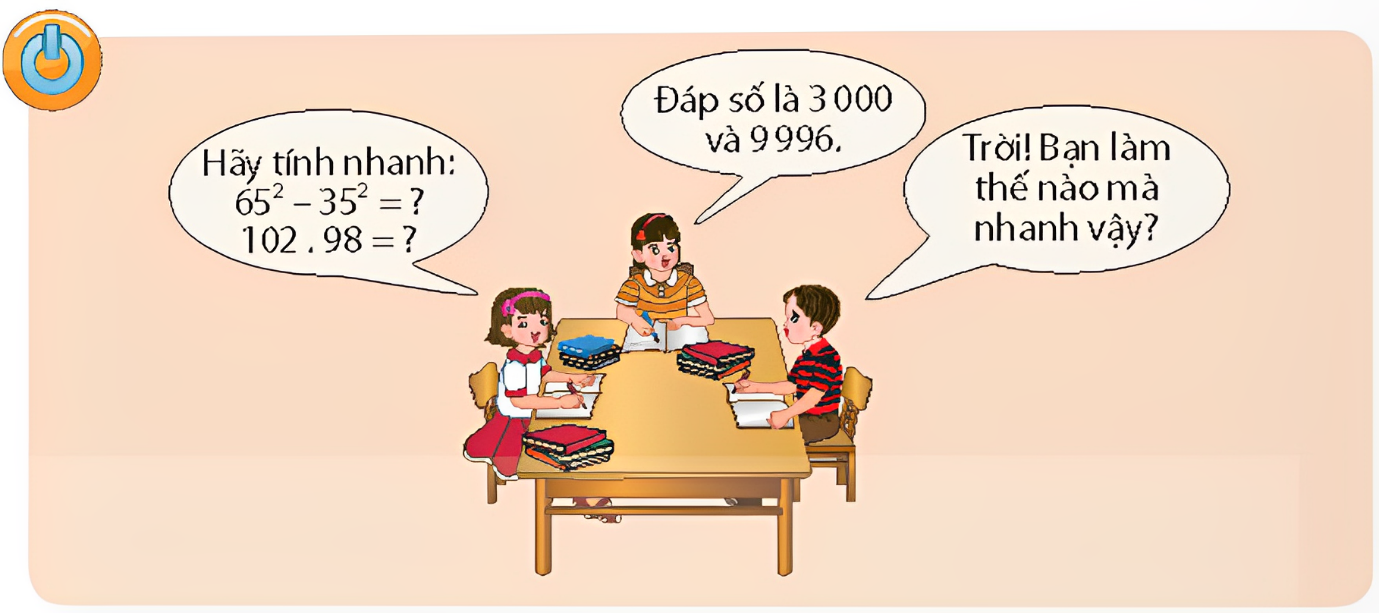 Hãy tính nhanh:
65² – 35² = ?
102 . 98 = ?
Đáp số là 3 000
và 9 996.
Trời! Bạn làm
thế nào mà
nhanh vậy?